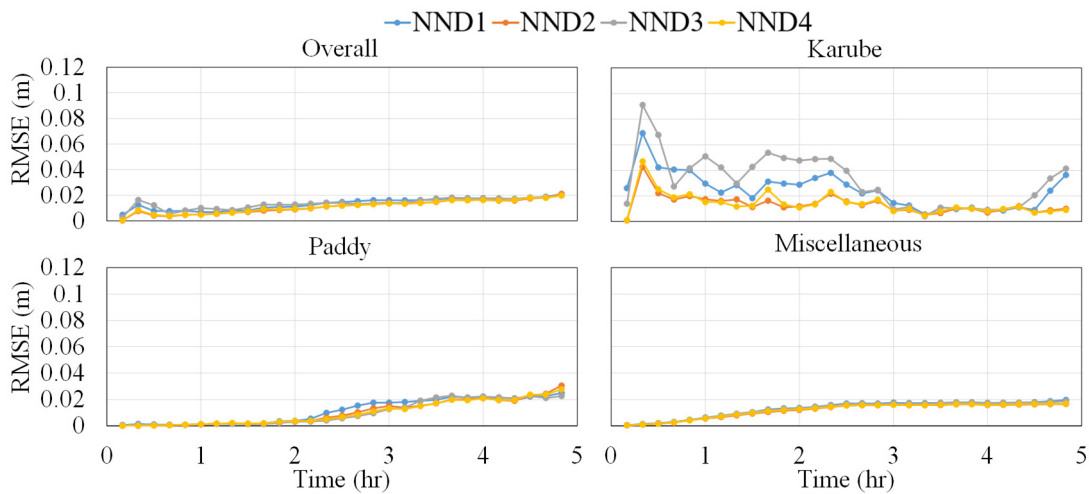 NND1 NND2 NND3 NND4
Overall Karube
0.12
0.1
0.08
0.06
0.04
0.02
0
RMSE (m)
Paddy Miscellaneous
0.12
0.1
0.08
0.06
0.04
0.02
0
RMSE (m)
0 1 2 3 4 5 0 1 2 3 4 5
Time (hr) Time (hr)